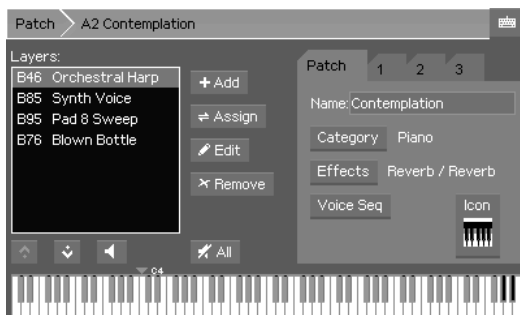 Patch A2 Contemplation
Layers:
B46 Orchestral Harp
B85 Synth Voice
B95 Pad 8 Sweep
B76 Blown Bottle
+ Add
Assign
Edit
Remove
All
Patch 1 2 3
Name: Contemplation
Category Piano
Effects Reverb / Reverb
Voice Seq
Icon
C4